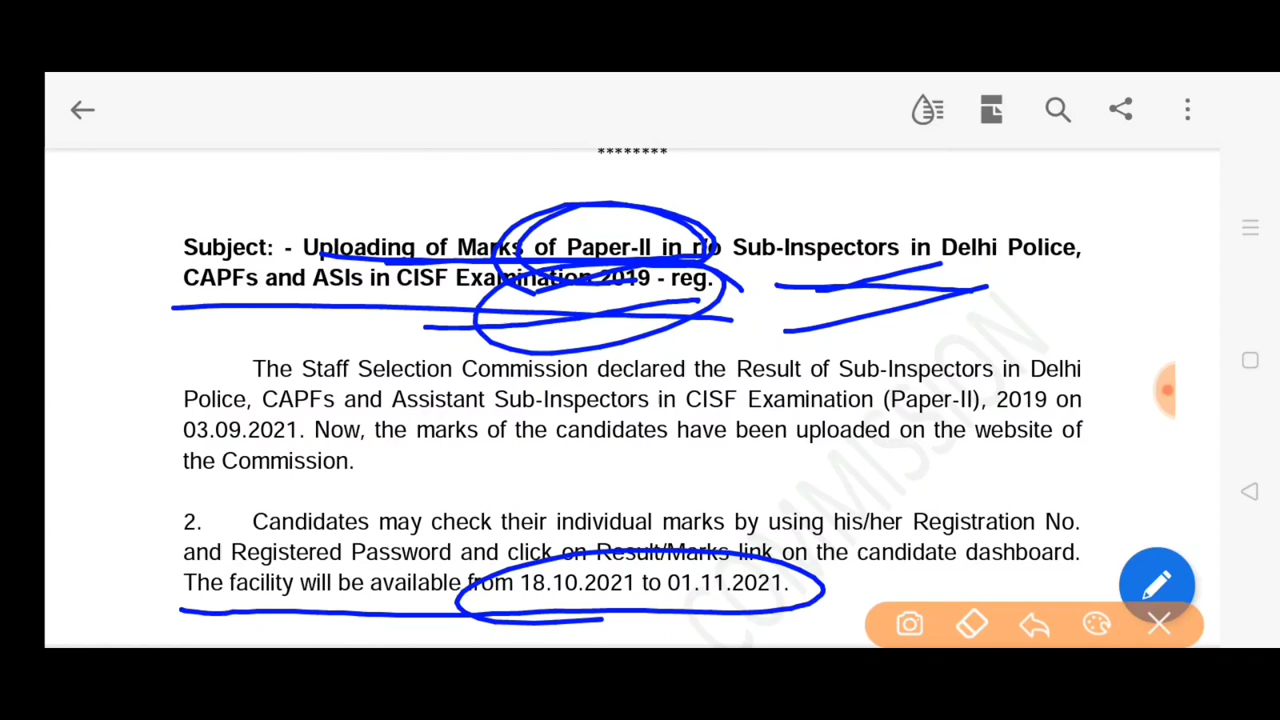 ********
Subject: - Uploading of Marks of Paper-II in r/o Sub-Inspectors in Delhi Police,
CAPFs and ASIs in CISF Examination 2019 - reg.
The Staff Selection Commission declared the Result of Sub-Inspectors in Delhi
Police, CAPFs and Assistant Sub-Inspectors in CISF Examination (Paper-II), 2019 on
03.09.2021. Now, the marks of the candidates have been uploaded on the website of
the Commission.
2. Candidates may check their individual marks by using his/her Registration No.
and Registered Password and click on Result/Marks link on the candidate dashboard.
The facility will be available from 18.10.2021 to 01.11.2021.
COMMISSION